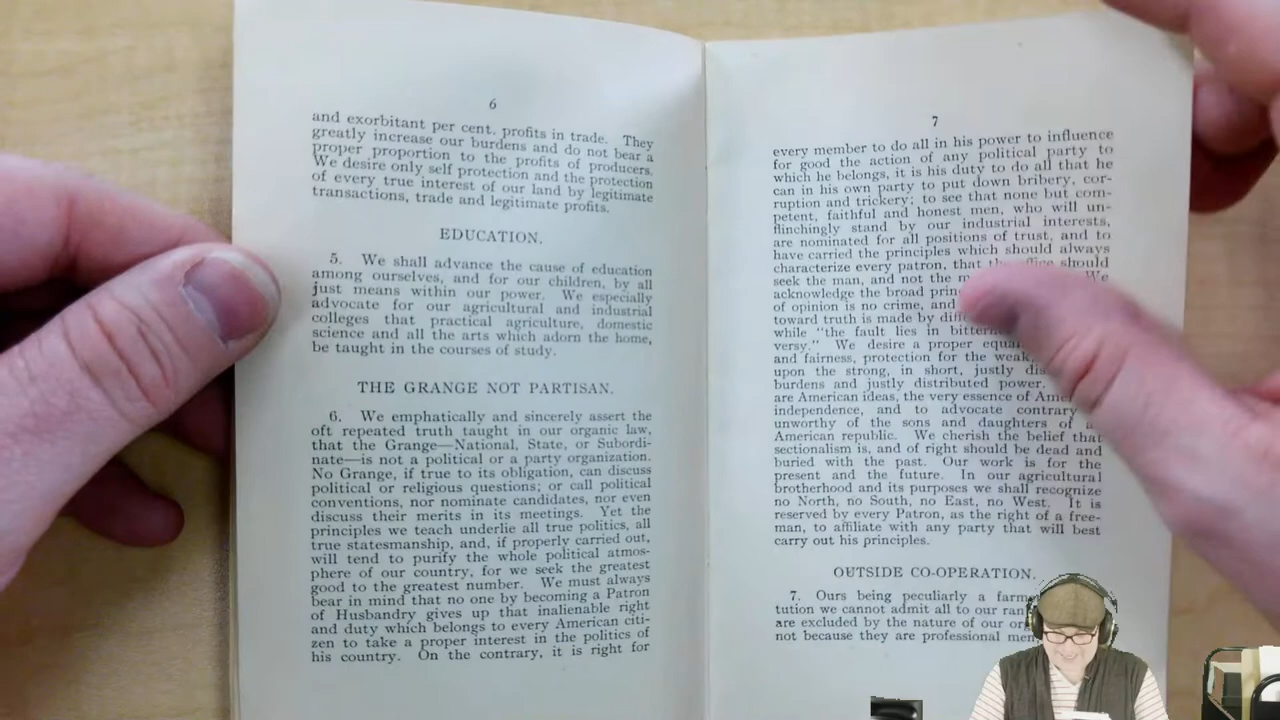 6
and exorbitant per cent. profits in trade. They
greatly increase our burdens and do not bear a
proper proportion to the profits of producers.
We desire only self protection and the protection
of every true interest of our land by legitimate
transactions, trade and legitimate profits.
EDUCATION.
5. We shall advance the cause of education
among ourselves, and for our children, by all
just means within our power. We especially
advocate for our agricultural and industrial
colleges that practical agriculture, domestic
science and all the arts which adorn the home,
be taught in the courses of study.
THE GRANGE NOT PARTISAN.
6. We emphatically and sincerely assert the
oft repeated truth taught in our organic law,
that the Grange—National, State, or Subordi-
nate—is not a political or a party organization.
No Grange, if true to its obligation, can discuss
political or religious questions; or call political
conventions, nor nominate candidates, nor even
discuss their merits in its meetings. Yet the
principles we teach underlie all true politics, all
true statesmanship, and, if properly carried out,
will tend to purify the whole political atmos-
phere of our country, for we seek the greatest
good to the greatest number. We must always
bear in mind that no one by becoming a Patron
of Husbandry gives up that inalienable right
and duty which belongs to every American citi-
zen to take a proper interest in the politics of
his country. On the contrary, it is right for
7
every member to do all in his power to influence
for good the action of any political party to
which he belongs, it is his duty to do all that he
can in his own party to put down bribery, cor-
ruption and trickery; to see that none but com-
petent, faithful and honest men, who will un-
flinchingly stand by our industrial interests,
are nominated for all positions of trust, and to
have carried the principles which should always
characterize every patron, that the office should
seek the man, and not the We
acknowledge the broad
of opinion is no crime, and
toward truth is made by
while "the fault lies in
versy." We desire a proper
and fairness, protection for the weak,
upon the strong, in short, justly
burdens and justly distributed power.
are American ideas, the very essence of
independence, and to advocate contrary
unworthy of the sons and daughters of
American republic. We cherish the belief that
sectionalism is, and of right should be dead and
buried with the past. Our work is for the
present and the future. In our agricultural
brotherhood and its purposes we shall recognize
no North, no South, no East, no West. It is
reserved by every Patron, as the right of a free-
man, to affiliate with any party that will best
carry out his principles.
OUTSIDE CO-OPERATION.
7. Ours being peculiarly a
tution we cannot admit all to our
are excluded by the nature of our
not because they are professional